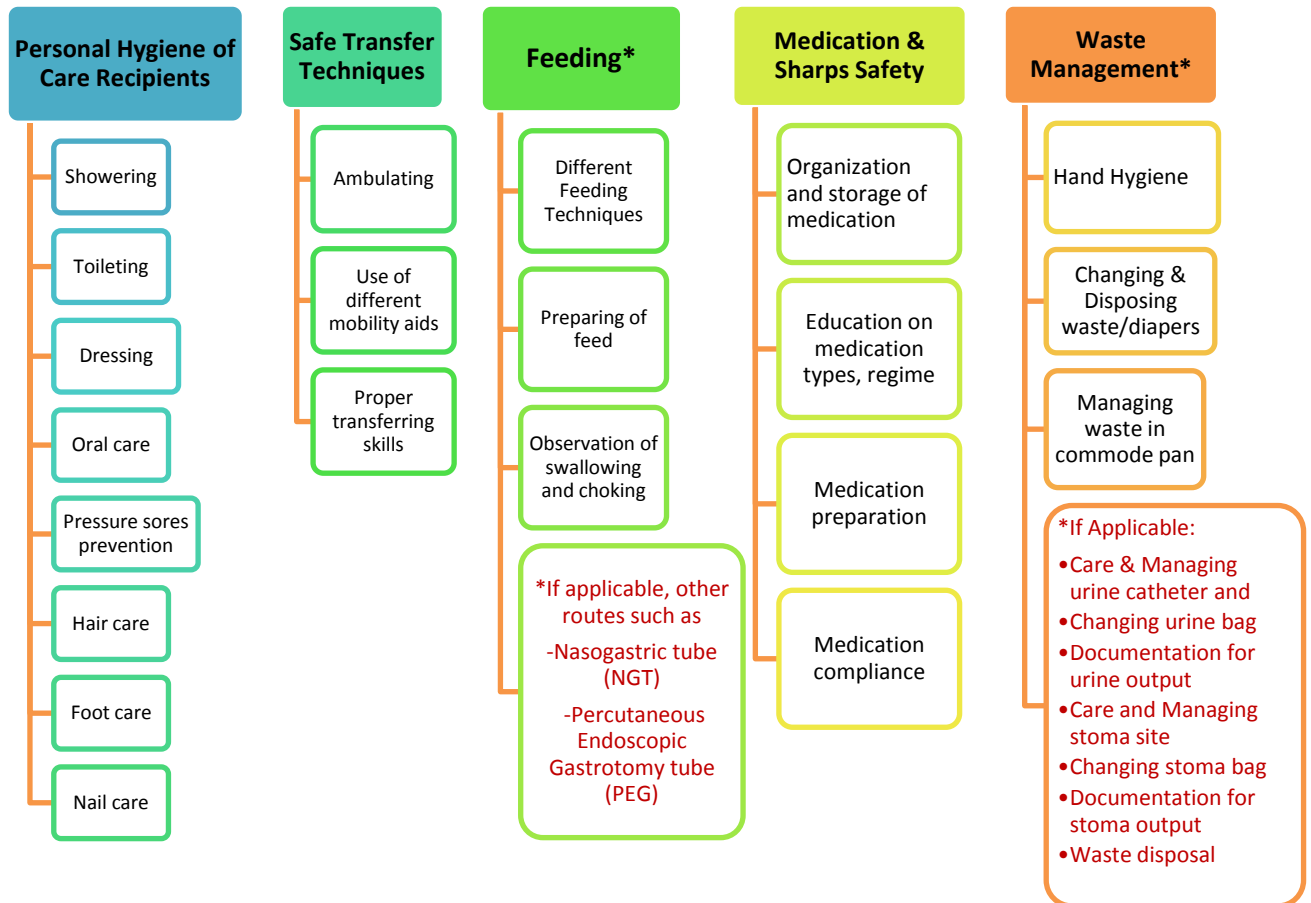 Personal Hygiene of
Care Recipients
Showering
Toileting
Dressing
Oral care
Pressure sores
prevention
Hair care
Foot care
Nail care
Safe Transfer
Techniques
Ambulating
Use of
different
mobility aids
Proper
transferring
skills
Feeding*
Different
Feeding
Techniques
Preparing of
feed
Observation of
swallowing
and choking
*If applicable, other
routes such as
-Nasogastric tube
(NGT)
-Percutaneous
Endoscopic
Gastrotomy tube
(PEG)
Medication &
Sharps Safety
Organization
and storage of
medication
Education on
medication
types, regime
Medication
preparation
Medication
compliance
Waste
Management*
Hand Hygiene
Changing &
Disposing
waste/diapers
Managing
waste in
commode pan
*If Applicable:
•Care & Managing
urine catheter and
•Changing urine bag
•Documentation for
urine output
•Care and Managing
stoma site
•Changing stoma bag
•Documentation for
stoma output
•Waste disposal